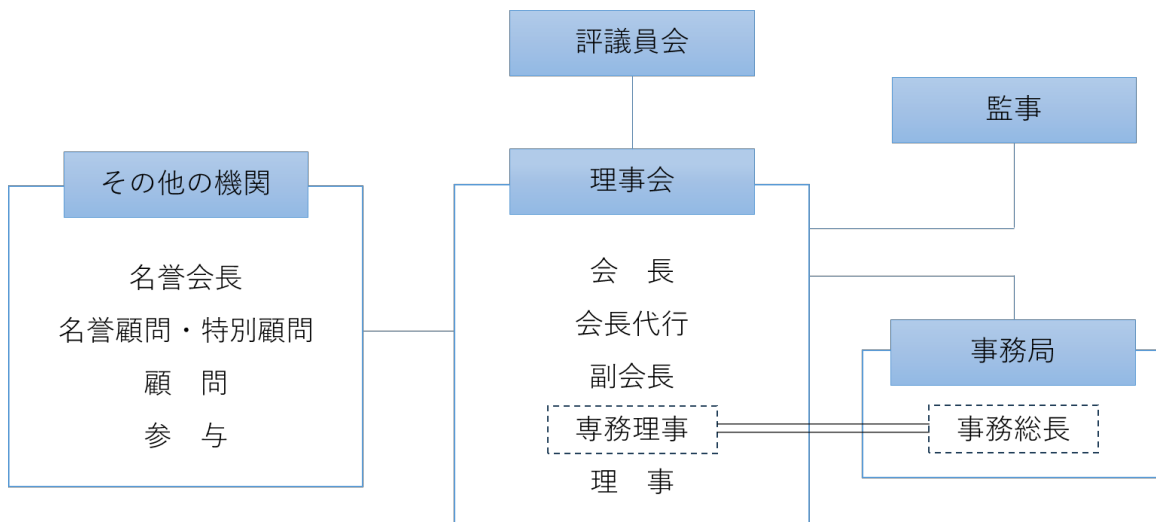 評議員会
監事
その他の機関
名誉会長
名誉顧問・特別顧問
顧　問
参　与
理事会
会　長
会長代行
副会長
専務理事
理　事
事務局
事務総長